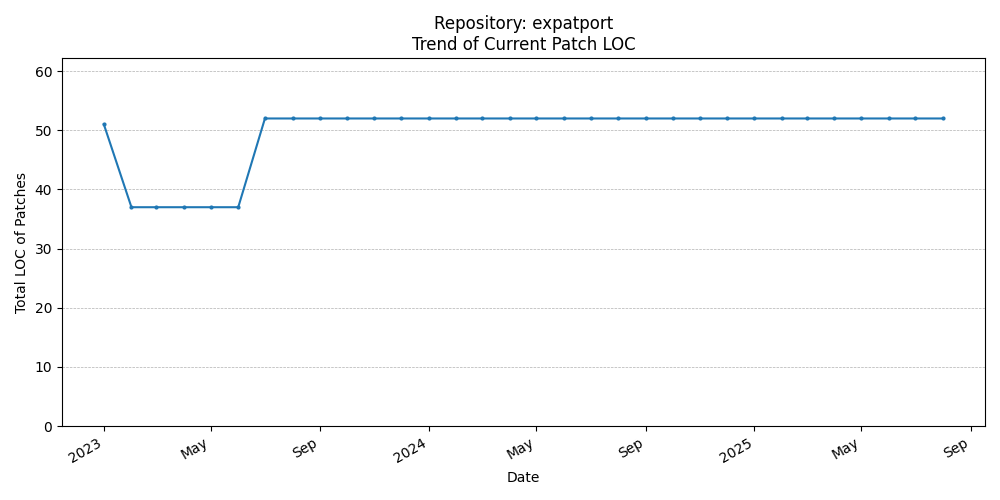 Repository: expatport
Trend of Current Patch LOC
Total LOC of Patches
60
50
40
30
20
10
0
2023
May
Sep
2024
May
Sep
2025
May
Sep
Date